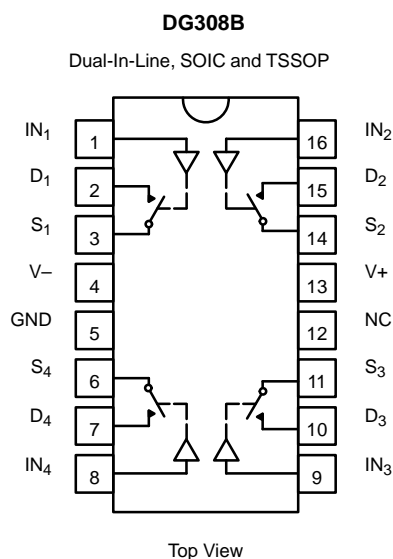 DG308B
Dual-In-Line, SOIC and TSSOP
IN1 1 16 IN2
D1 2 15 D2
S1 3 14 S2
V– 4 13 V+
GND 5 12 NC
S4 6 11 S3
D4 7 10 D3
IN4 8 9 IN3
Top View